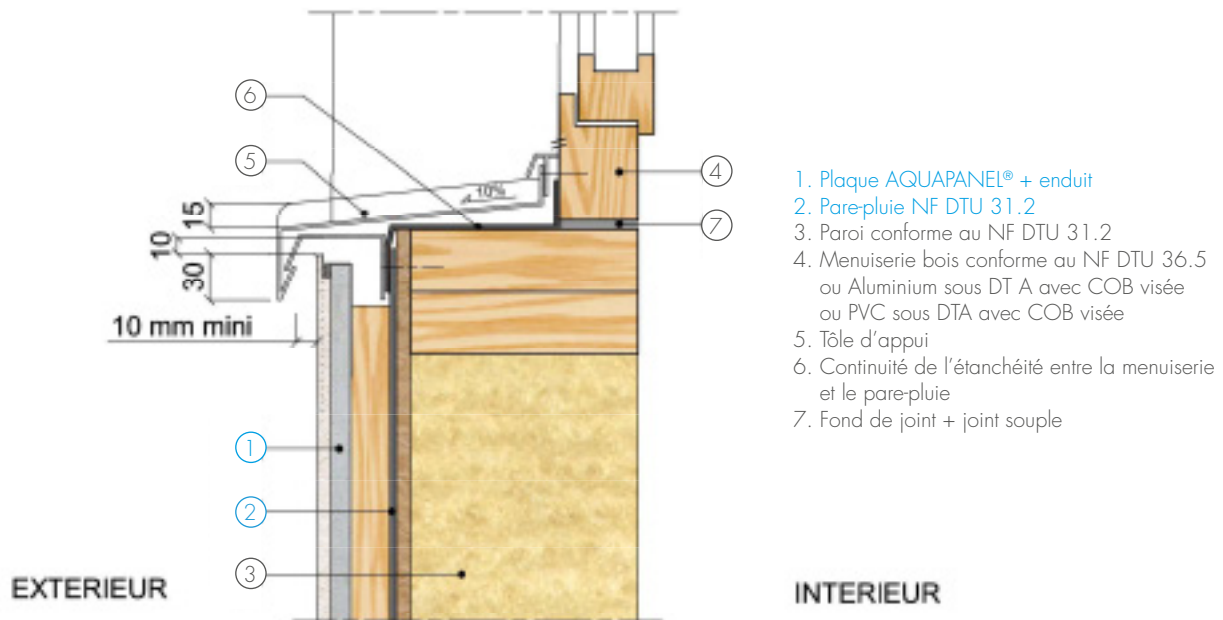 6
5
10%
15
10
30
10 mm mini
4
7
1
2
3
EXTERIEUR
INTERIEUR
1. Plaque AQUAPANEL® + enduit
2. Pare-pluie NF DTU 31.2
3. Paroi conforme au NF DTU 31.2
4. Menuiserie bois conforme au NF DTU 36.5
ou Aluminium sous DT A avec COB visée
ou PVC sous DTA avec COB visée
5. Tôle d'appui
6. Continuité de l'étanchéité entre la menuiserie
et le pare-pluie
7. Fond de joint + joint souple